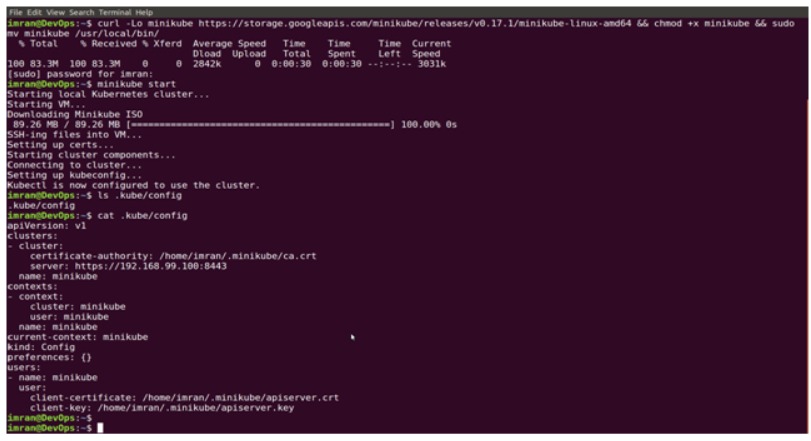 File Edit View Search Terminal Help
imran@DevOps:~$ curl -Lo minikube https://storage.googleapis.com/minikube/releases/v0.17.1/minikube-linux-amd64 && chmod +x minikube && sudo
mv minikube /usr/local/bin/
% Total % Received % Xferd Average Speed Time Time Time Current
Dload Upload Total Spent Left Speed
100 83.3M 100 83.3M 0 0 2842k 0 0:00:30 0:00:30 --:--:-- 3031k
[sudo] password for imran:
imran@DevOps:~$ minikube start
Starting local Kubernetes cluster...
Starting VM...
Downloading Minikube ISO
89.26 MB / 89.26 MB [==============================================] 100.00% 0s
SSH-ing files into VM...
Setting up certs...
Starting cluster components...
Connecting to cluster...
Setting up kubeconfig...
Kubectl is now configured to use the cluster.
imran@DevOps:~$ ls .kube/config
.kube/config
imran@DevOps:~$ cat .kube/config
apiVersion: v1
clusters:
- cluster:
certificate-authority: /home/imran/.minikube/ca.crt
server: https://192.168.99.100:8443
name: minikube
contexts:
- context:
cluster: minikube
user: minikube
name: minikube
current-context: minikube
kind: Config
preferences: {}
users:
- name: minikube
user:
client-certificate: /home/imran/.minikube/apiserver.crt
client-key: /home/imran/.minikube/apiserver.key
imran@DevOps:~$
imran@DevOps:~$